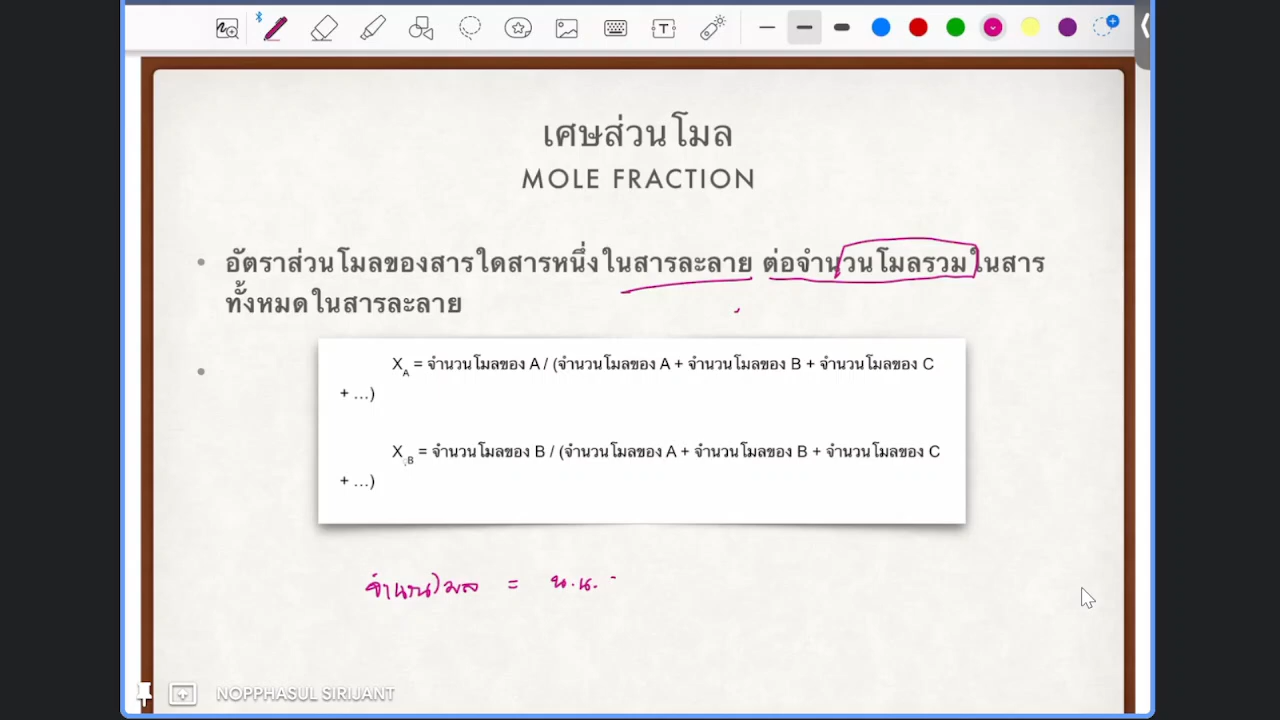 เศษส่วนโมล
MOLE FRACTION
• อัตราส่วนโมลของสารใดสารหนึ่งในสารละลาย ต่อจำนวนโมลรวมในสาร
ทั้งหมดในสารละลาย
X_A = จำนวนโมลของ A / (จำนวนโมลของ A + จำนวนโมลของ B + จำนวนโมลของ C
+ …)
X_B = จำนวนโมลของ B / (จำนวนโมลของ A + จำนวนโมลของ B + จำนวนโมลของ C
+ …)
จำนวนโมล = น.น.
NOPPHASUL SIRIJANT